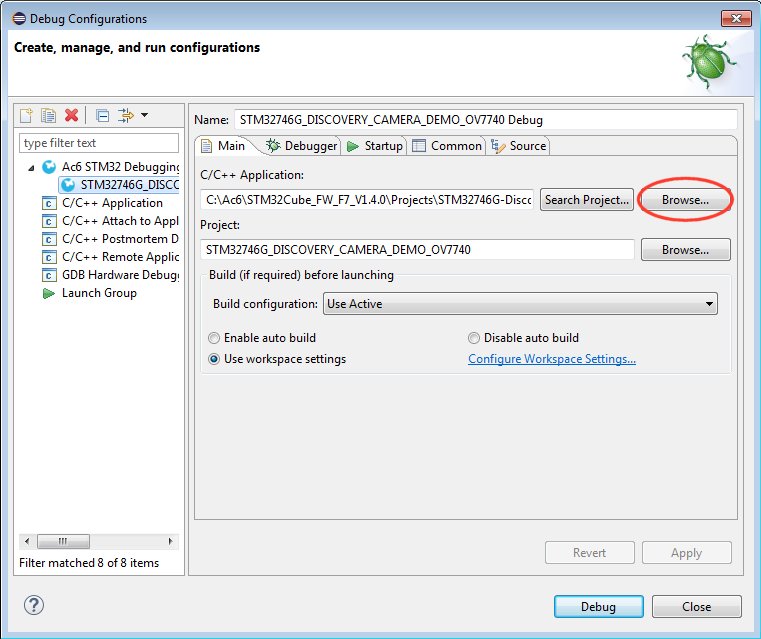 Debug Configurations
Create, manage, and run configurations
type filter text
Ac6 STM32 Debugging
STM32746G_DISCO
C/C++ Application
C/C++ Attach to Appl
C/C++ Postmortem D
C/C++ Remote Applic
GDB Hardware Debug
Launch Group
Filter matched 8 of 8 items
Name: STM32746G_DISCOVERY_CAMERA_DEMO_OV7740 Debug
Main Debugger Startup Common Source
C/C++ Application:
C:\Ac6\STM32Cube_FW_F7_V1.4.0\Projects\STM32746G-Disco Search Project... Browse...
Project:
STM32746G_DISCOVERY_CAMERA_DEMO_OV7740 Browse...
Build (if required) before launching
Build configuration: Use Active
Enable auto build Disable auto build
Use workspace settings Configure Workspace Settings...
Revert Apply
? Debug Close